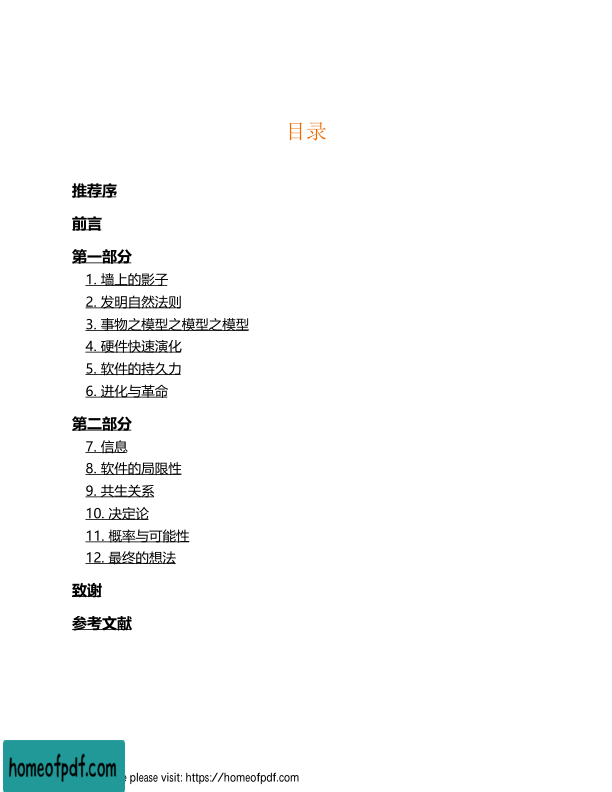 目录
推荐序
前言
第一部分
1. 墙上的影子
2. 发明自然法则
3. 事物之模型之模型之模型
4. 硬件快速演化
5. 软件的持久力
6. 进化与革命
第二部分
7. 信息
8. 软件的局限性
9. 共生关系
10. 决定论
11. 概率与可能性
12. 最终的想法
致谢
参考文献
homeofpdf.com
please visit: https://homeofpdf.com